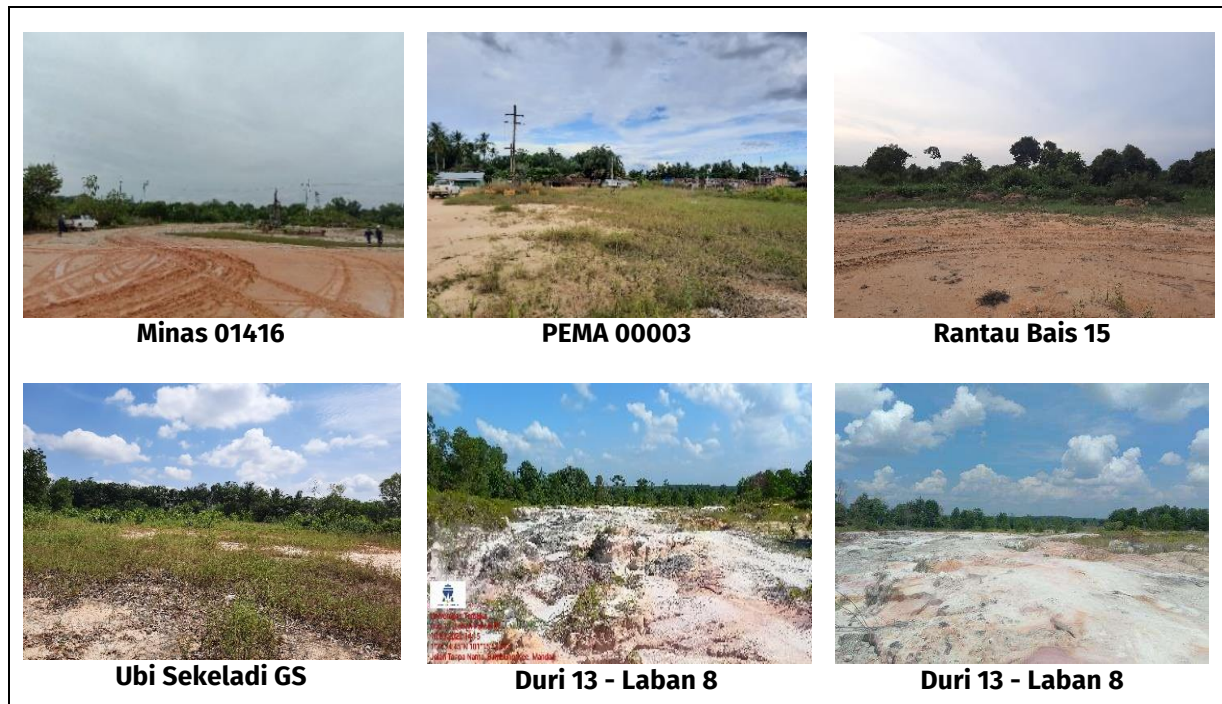 Minas 01416
PEMA 00003
Rantau Bais 15
Ubi Sekeladi GS
Duri 13 - Laban 8
Duri 13 - Laban 8